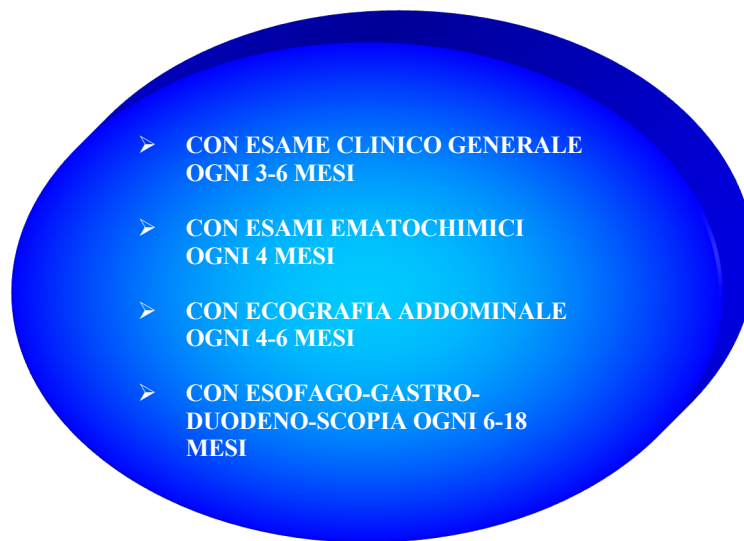 ➢ CON ESAME CLINICO GENERALE
OGNI 3-6 MESI
➢ CON ESAMI EMATOCHIMICI
OGNI 4 MESI
➢ CON ECOGRAFIA ADDOMINALE
OGNI 4-6 MESI
➢ CON ESOFAGO-GASTRO-
DUODENO-SCOPIA OGNI 6-18
MESI